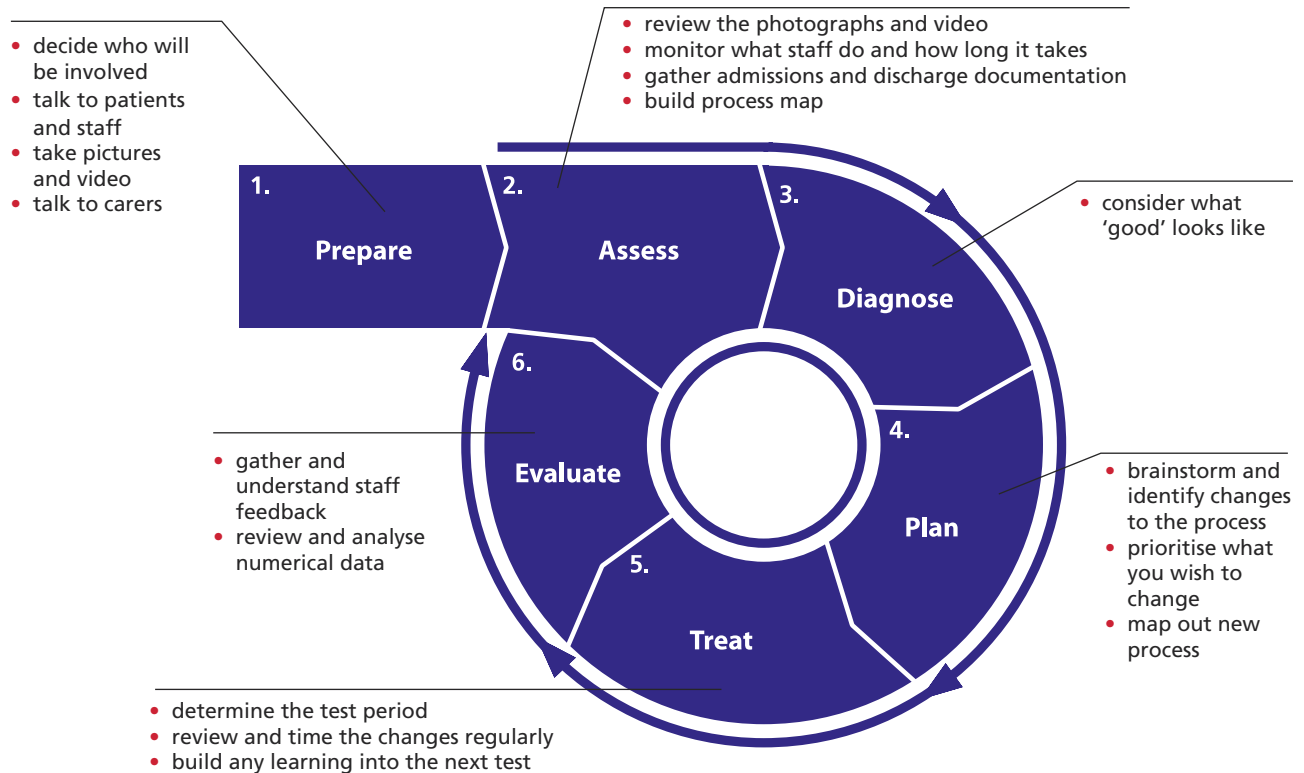 • decide who will
be involved
• talk to patients
and staff
• take pictures
and video
• talk to carers
• review the photographs and video
• monitor what staff do and how long it takes
• gather admissions and discharge documentation
• build process map
1.
Prepare
2.
Assess
3.
Diagnose
• consider what
‘good’ looks like
4.
Plan
• brainstorm and
identify changes
to the process
• prioritise what
you wish to
change
• map out new
process
5.
Treat
• determine the test period
• review and time the changes regularly
• build any learning into the next test
6.
Evaluate
• gather and
understand staff
feedback
• review and analyse
numerical data